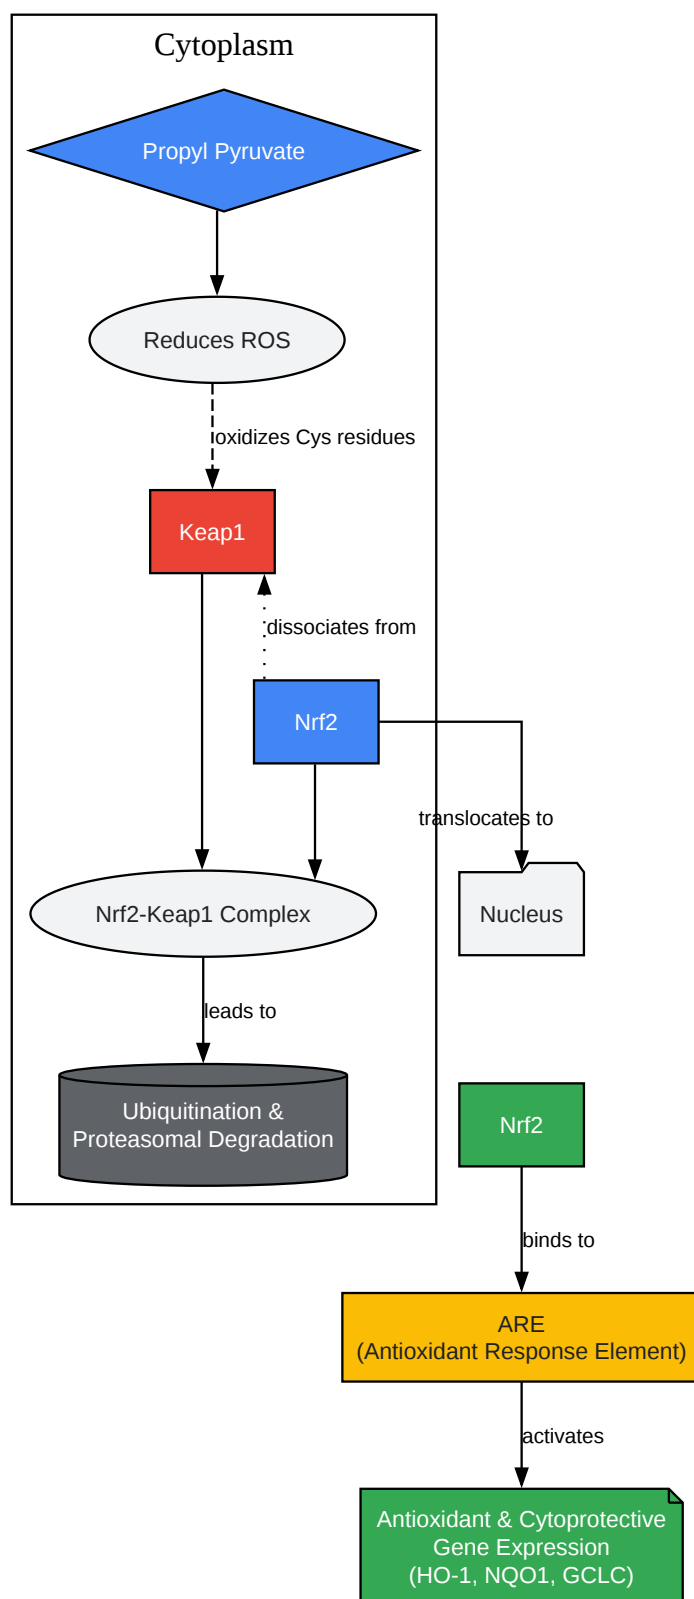 Cytoplasm
Propyl Pyruvate
Reduces ROS
oxidizes Cys residues
Keap1
dissociates from
Nrf2
translocates to
Nrf2-Keap1 Complex
Nucleus
leads to
Ubiquitination &
Proteasomal Degradation
Nrf2
binds to
ARE
(Antioxidant Response Element)
activates
Antioxidant & Cytoprotective
Gene Expression
(HO-1, NQO1, GCLC)